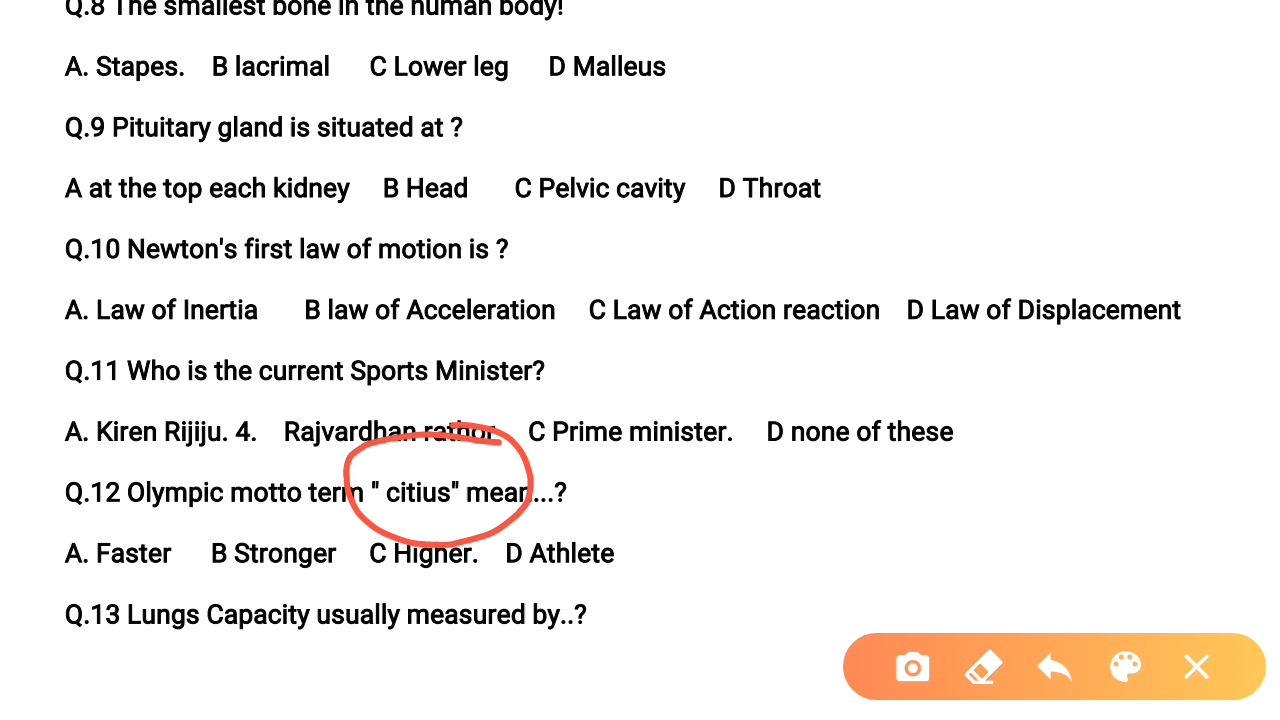 Q.8 The smallest bone in the human body!
A. Stapes. B lacrimal C Lower leg D Malleus
Q.9 Pituitary gland is situated at ?
A at the top each kidney B Head C Pelvic cavity D Throat
Q.10 Newton's first law of motion is ?
A. Law of Inertia B law of Acceleration C Law of Action reaction D Law of Displacement
Q.11 Who is the current Sports Minister?
A. Kiren Rijiju. 4. Rajvardhan rathor C Prime minister. D none of these
Q.12 Olympic motto term " citius" mean...?
A. Faster B Stronger C Higher. D Athlete
Q.13 Lungs Capacity usually measured by..?